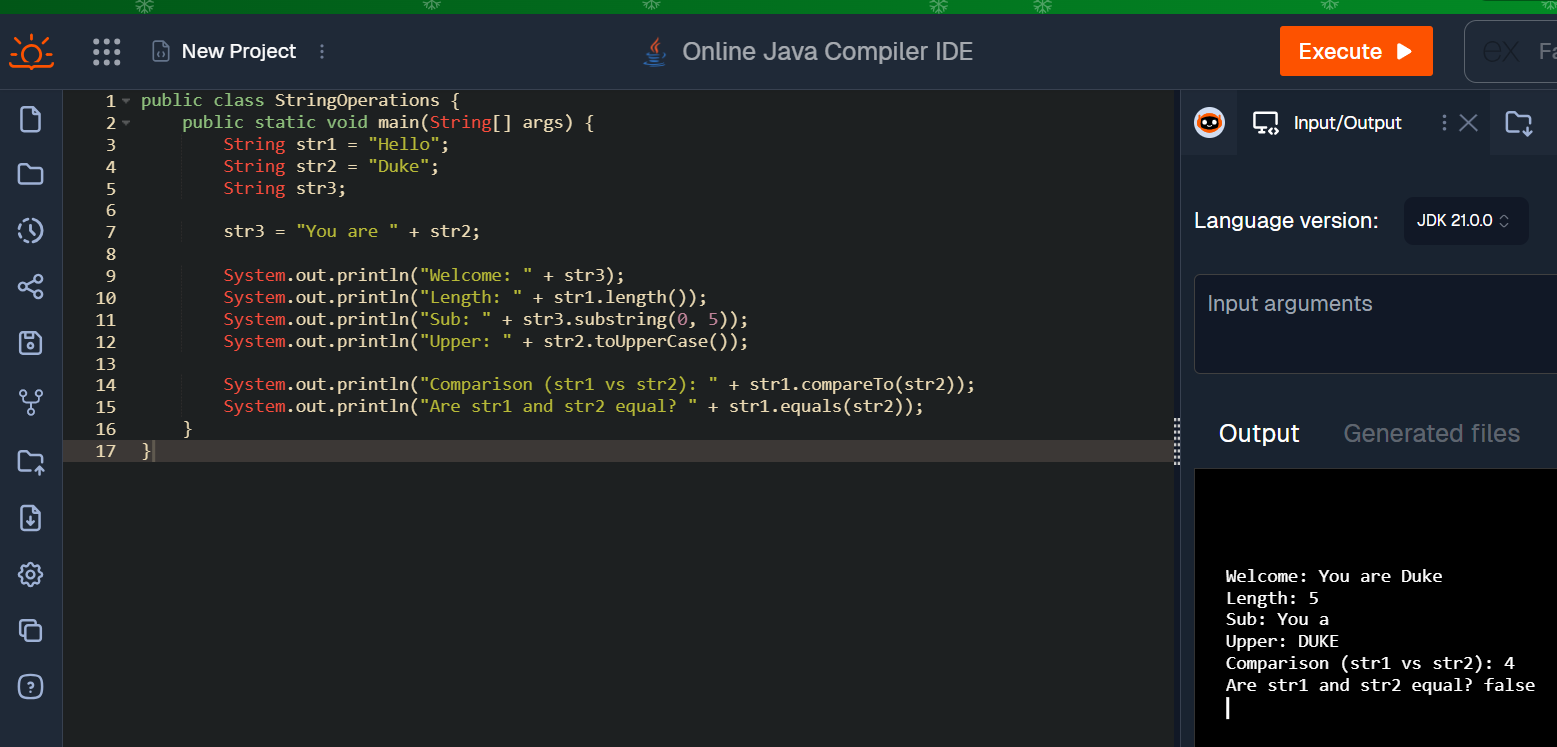 New Project
Online Java Compiler IDE
Execute
1 public class StringOperations {
2     public static void main(String[] args) {
3         String str1 = "Hello";
4         String str2 = "Duke";
5         String str3;
6
7         str3 = "You are " + str2;
8
9         System.out.println("Welcome: " + str3);
10         System.out.println("Length: " + str1.length());
11         System.out.println("Sub: " + str3.substring(0, 5));
12         System.out.println("Upper: " + str2.toUpperCase());
13
14         System.out.println("Comparison (str1 vs str2): " + str1.compareTo(str2));
15         System.out.println("Are str1 and str2 equal? " + str1.equals(str2));
16     }
17 }
Input/Output
Language version:
JDK 21.0.0
Input arguments
Output
Generated files
Welcome: You are Duke
Length: 5
Sub: You a
Upper: DUKE
Comparison (str1 vs str2): 4
Are str1 and str2 equal? false